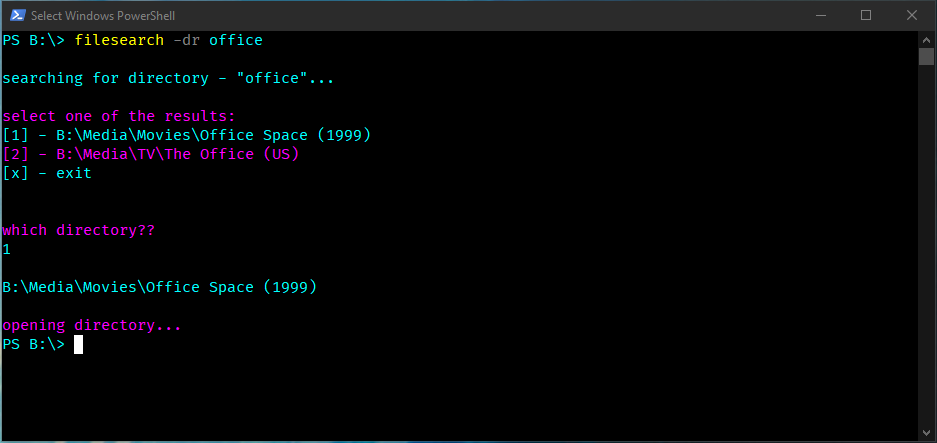 Select Windows PowerShell
PS B:\> filesearch -dr office
searching for directory - "office"...
select one of the results:
[1] - B:\Media\Movies\Office Space (1999)
[2] - B:\Media\TV\The Office (US)
[x] - exit
which directory??
1
B:\Media\Movies\Office Space (1999)
opening directory...
PS B:\>